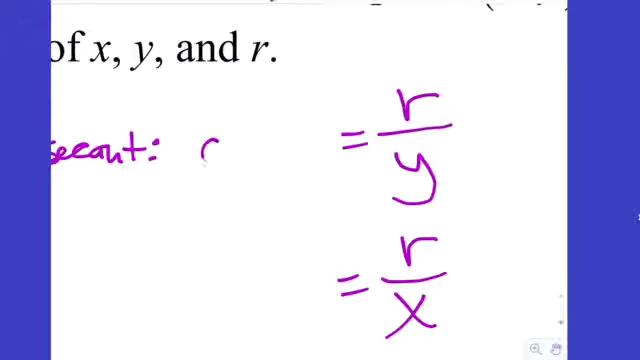 of x, y, and r.
secant: c = r/y
= r/x